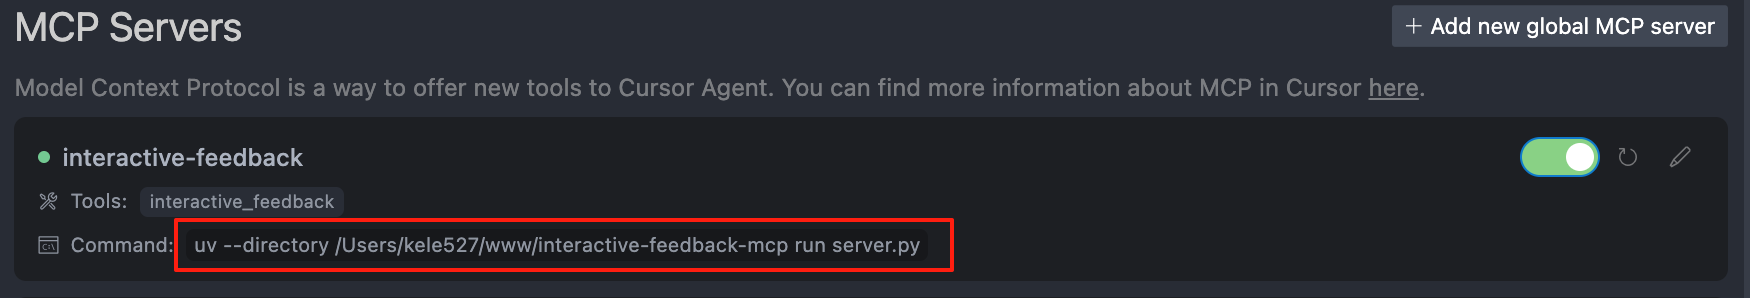 MCP Servers
+ Add new global MCP server
Model Context Protocol is a way to offer new tools to Cursor Agent. You can find more information about MCP in Cursor here.
interactive-feedback
Tools: interactive_feedback
Command: uv --directory /Users/kele527/www/interactive-feedback-mcp run server.py